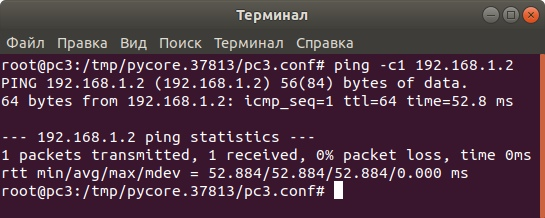 Терминал
Файл Правка Вид Поиск Терминал Справка
root@pc3:/tmp/pycore.37813/pc3.conf# ping -c1 192.168.1.2
PING 192.168.1.2 (192.168.1.2) 56(84) bytes of data.
64 bytes from 192.168.1.2: icmp_seq=1 ttl=64 time=52.8 ms

--- 192.168.1.2 ping statistics ---
1 packets transmitted, 1 received, 0% packet loss, time 0ms
rtt min/avg/max/mdev = 52.884/52.884/52.884/0.000 ms
root@pc3:/tmp/pycore.37813/pc3.conf#